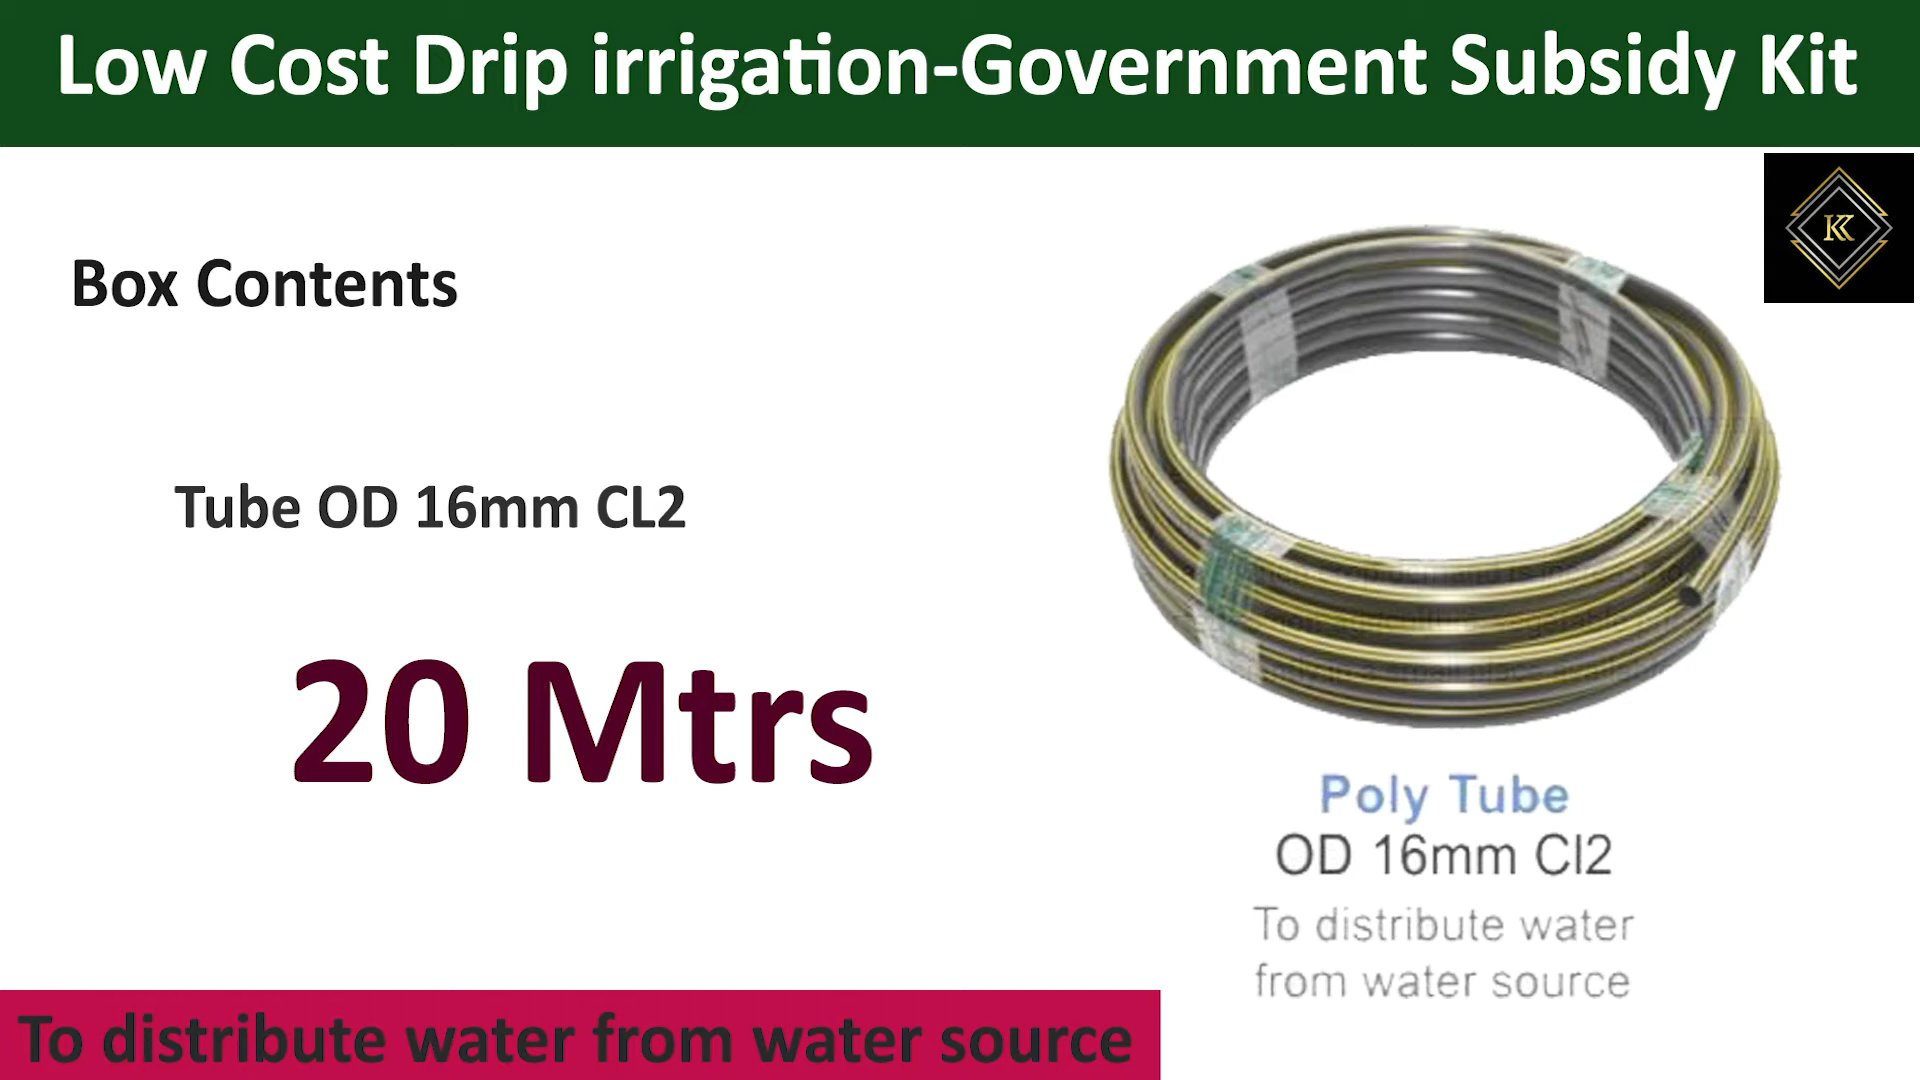 Low Cost Drip irrigation-Government Subsidy Kit
KK
Box Contents
Tube OD 16mm CL2
20 Mtrs
Poly Tube
OD 16mm Cl2
To distribute water
from water source
To distribute water from water source